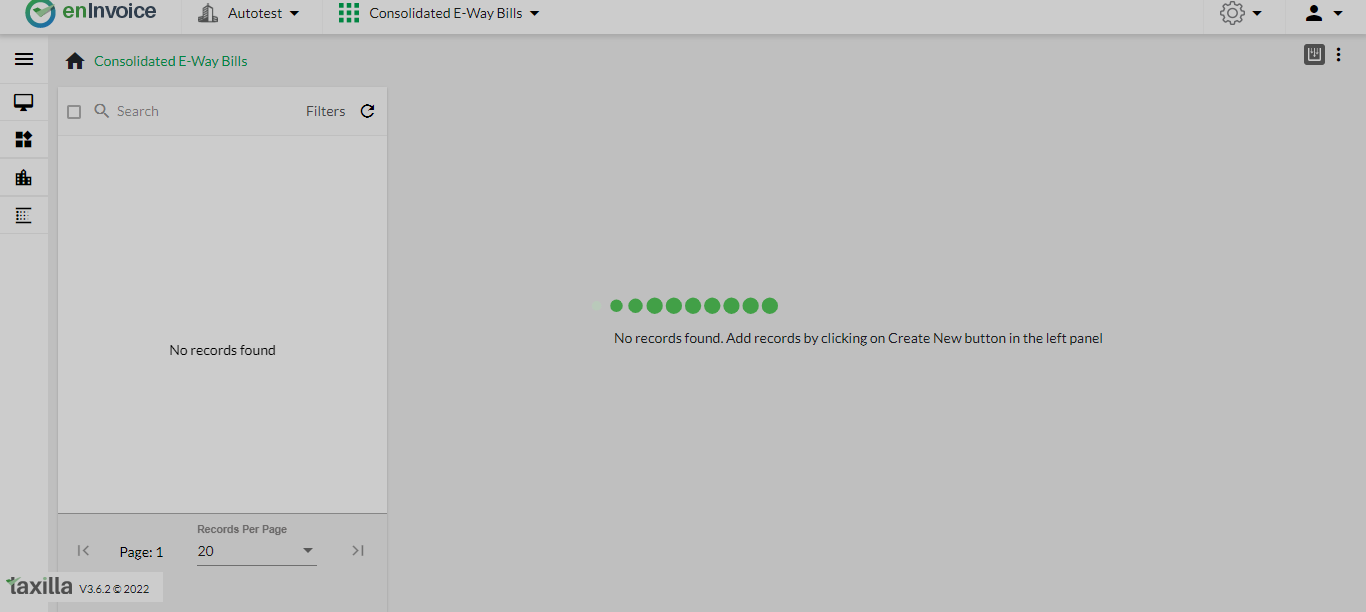 enInvoice Autotest Consolidated E-Way Bills
Consolidated E-Way Bills
Search Filters
No records found. Add records by clicking on Create New button in the left panel
No records found
Records Per Page
Page: 1 20
taxilla V3.6.2 © 2022